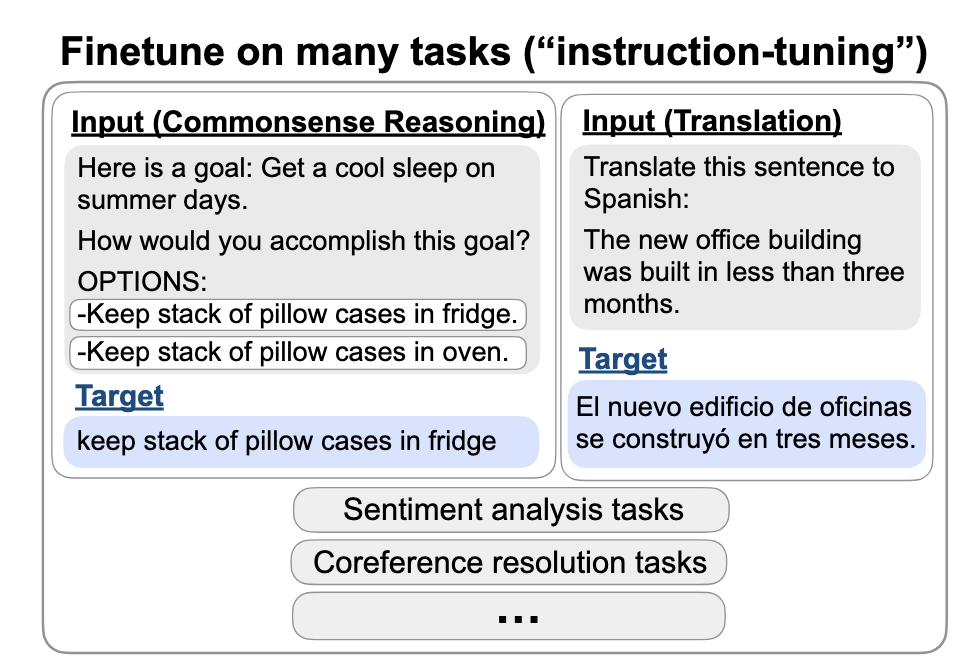 Finetune on many tasks (“instruction-tuning”)
Input (Commonsense Reasoning)
Here is a goal: Get a cool sleep on
summer days.
How would you accomplish this goal?
OPTIONS:
-Keep stack of pillow cases in fridge.
-Keep stack of pillow cases in oven.
Target
keep stack of pillow cases in fridge
Input (Translation)
Translate this sentence to
Spanish:
The new office building
was built in less than three
months.
Target
El nuevo edificio de oficinas
se construyó en tres meses.
Sentiment analysis tasks
Coreference resolution tasks
...